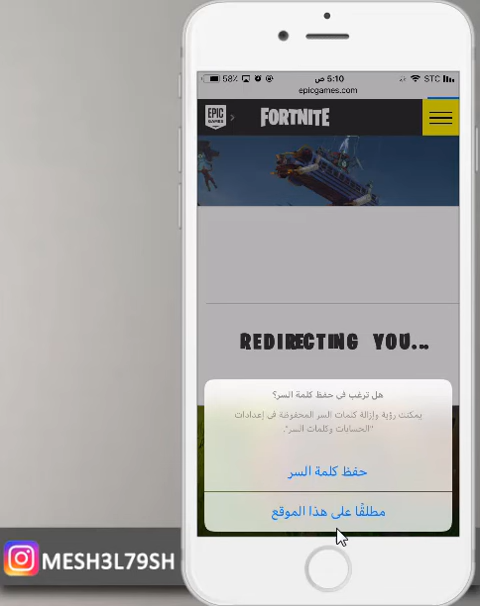 58% 5:10 ص STC
epicgames.com
EPIC GAMES FORTNITE
REDIRECTING YOU...
هل ترغب في حفظ كلمة السر؟
يمكنك رؤية وإزالة كلمات السر المحفوظة في إعدادات
"الحسابات وكلمات السر".
حفظ كلمة السر
مطلقًا على هذا الموقع
MESH3L79SH